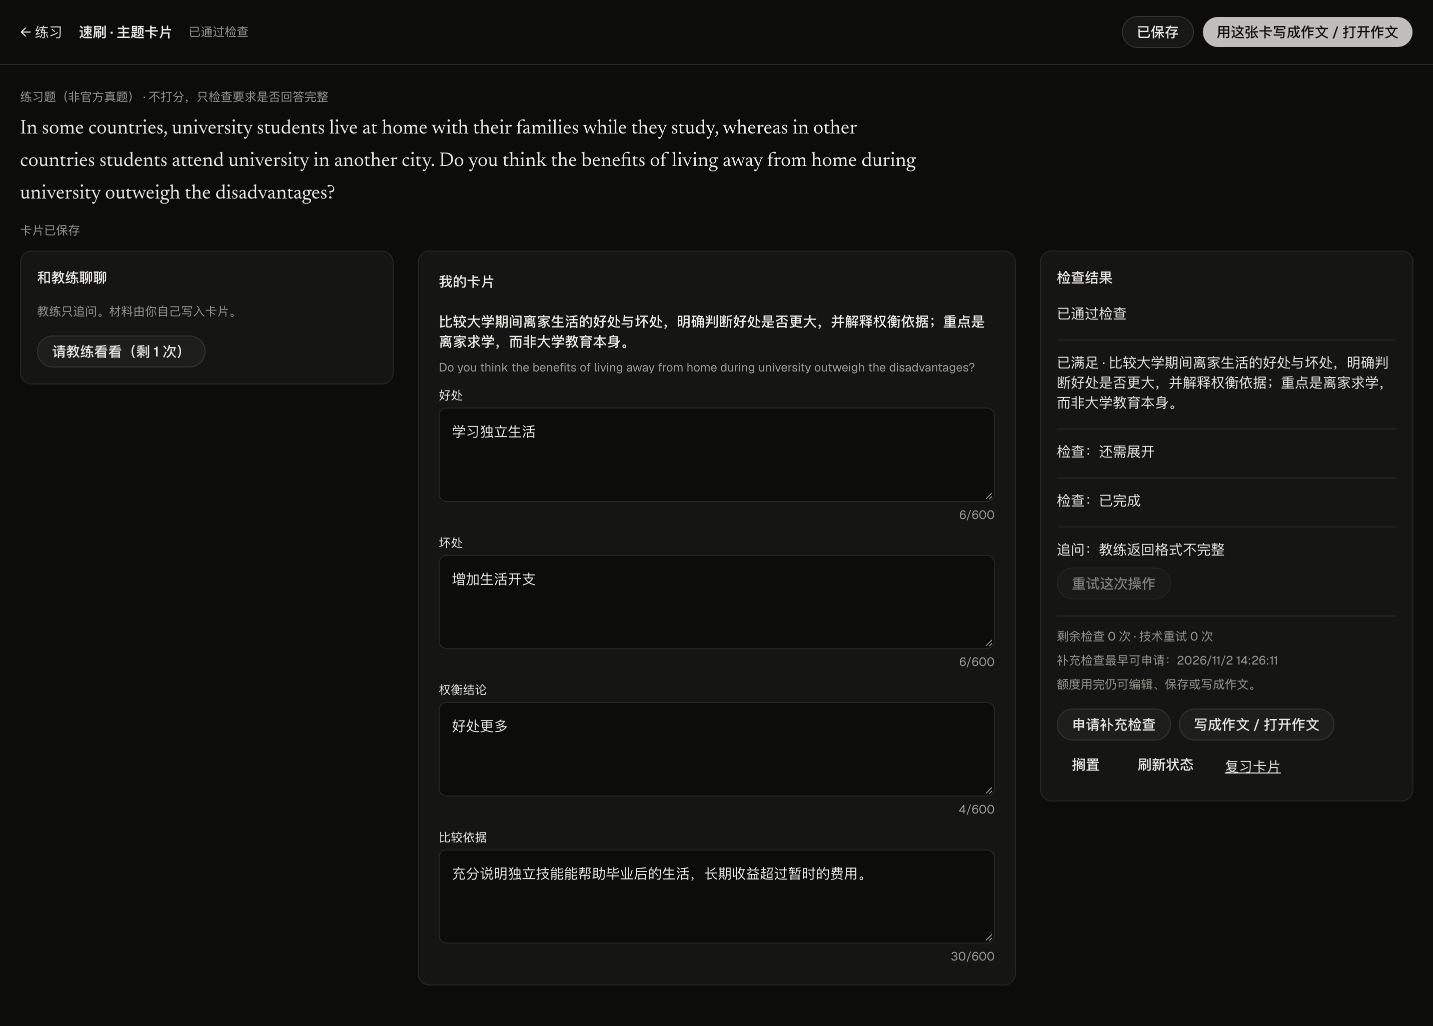 ← 练习 速刷 · 主题卡片 已通过检查 已保存 用这张卡写成作文 / 打开作文
练习题（非官方真题） · 不打分，只检查要求是否回答完整
In some countries, university students live at home with their families while they study, whereas in other
countries students attend university in another city. Do you think the benefits of living away from home during
university outweigh the disadvantages?
卡片已保存
和教练聊聊
教练只追问。材料由你自己写入卡片。
请教练看看（剩 1 次）
我的卡片
比较大学期间离家生活的好处与坏处，明确判断好处是否更大，并解释权衡依据；重点是
离家求学，而非大学教育本身。
Do you think the benefits of living away from home during university outweigh the disadvantages?
好处
学习独立生活
6/600
坏处
增加生活开支
6/600
权衡结论
好处更多
4/600
比较依据
充分说明独立技能能帮助毕业后的生活，长期收益超过暂时的费用。
30/600
检查结果
已通过检查
已满足 · 比较大学期间离家生活的好处与坏处，明确判
断好处是否更大，并解释权衡依据；重点是离家求学，
而非大学教育本身。
检查：还需展开
检查：已完成
追问：教练返回格式不完整
重试这次操作
剩余检查 0 次 · 技术重试 0 次
补充检查最早可申请：2026/11/2 14:26:11
额度用完仍可编辑、保存或写成作文。
申请补充检查 写成作文 / 打开作文
搁置 刷新状态 复习卡片